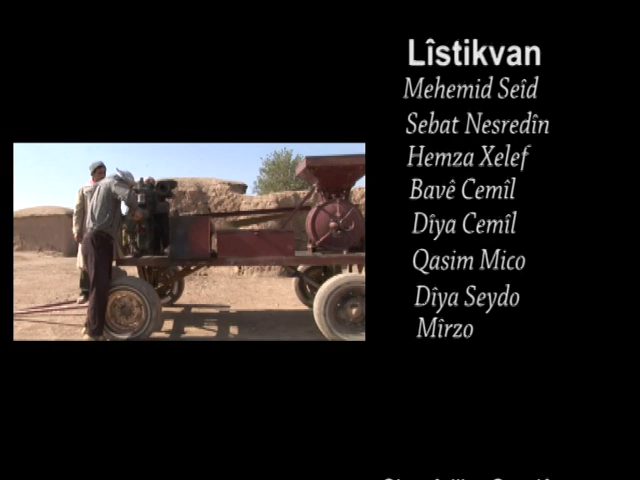 Lîstikvan
Mehemid Seîd
Sebat Nesredîn
Hemza Xelef
Bavê Cemîl
Dîya Cemîl
Qasim Mico
Dîya Seydo
Mîrzo